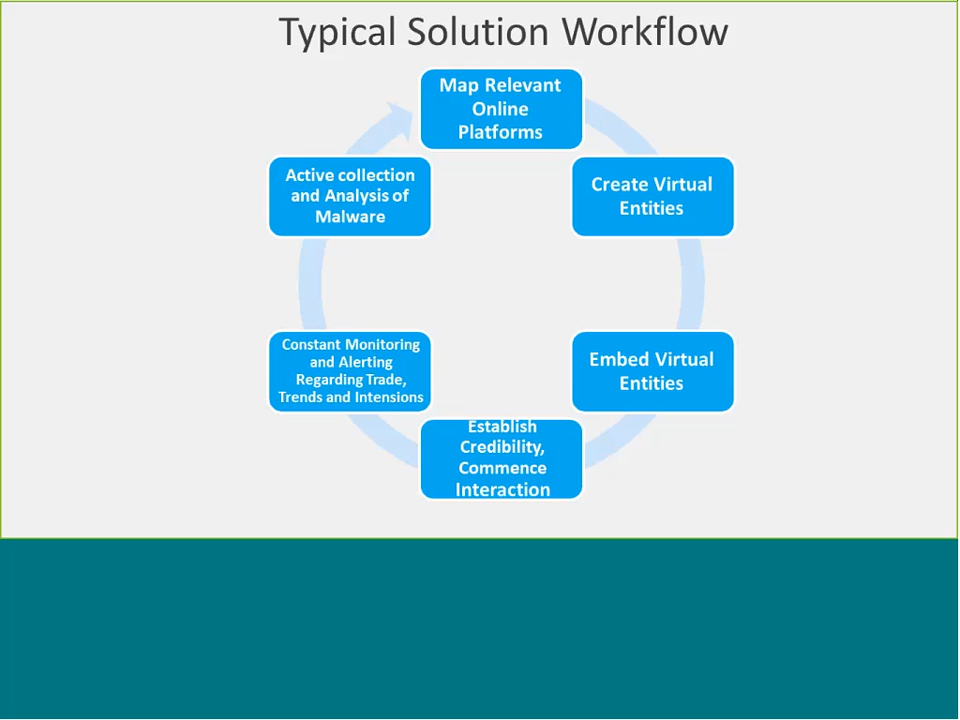 Typical Solution Workflow
Map Relevant
Online
Platforms
Create Virtual
Entities
Embed Virtual
Entities
Establish
Credibility,
Commence
Interaction
Constant Monitoring
and Alerting
Regarding Trade,
Trends and Intensions
Active collection
and Analysis of
Malware